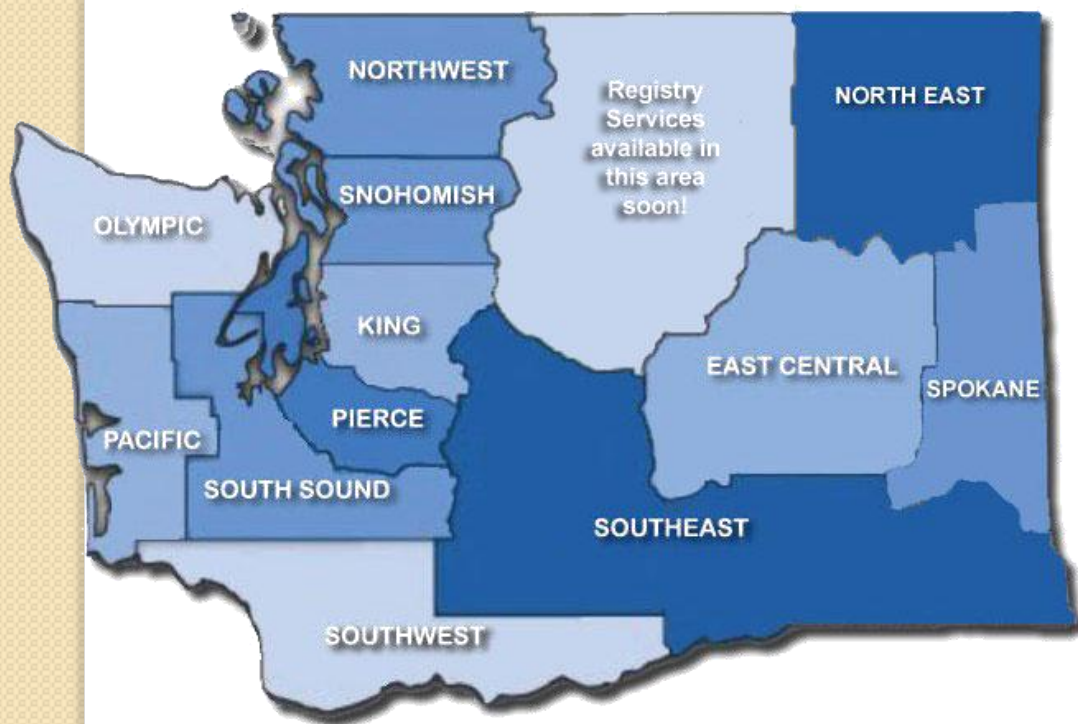 NORTHWEST
Registry
Services
available in
this area
soon!
NORTH EAST
SNOHOMISH
OLYMPIC
KING
EAST CENTRAL
SPOKANE
PIERCE
PACIFIC
SOUTH SOUND
SOUTHEAST
SOUTHWEST